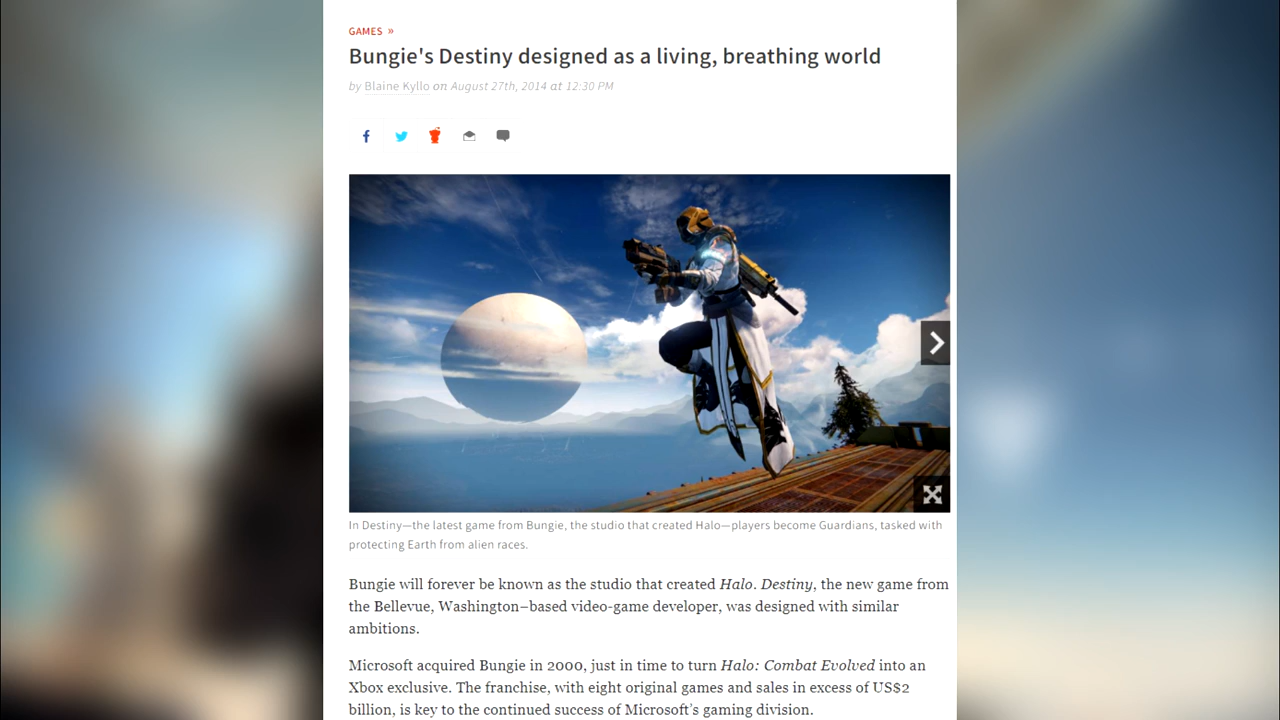 GAMES »
Bungie's Destiny designed as a living, breathing world
by Blaine Kyllo on August 27th, 2014 at 12:30 PM
In Destiny—the latest game from Bungie, the studio that created Halo—players become Guardians, tasked with
protecting Earth from alien races.
Bungie will forever be known as the studio that created Halo. Destiny, the new game from
the Bellevue, Washington–based video-game developer, was designed with similar
ambitions.
Microsoft acquired Bungie in 2000, just in time to turn Halo: Combat Evolved into an
Xbox exclusive. The franchise, with eight original games and sales in excess of US$2
billion, is key to the continued success of Microsoft's gaming division.